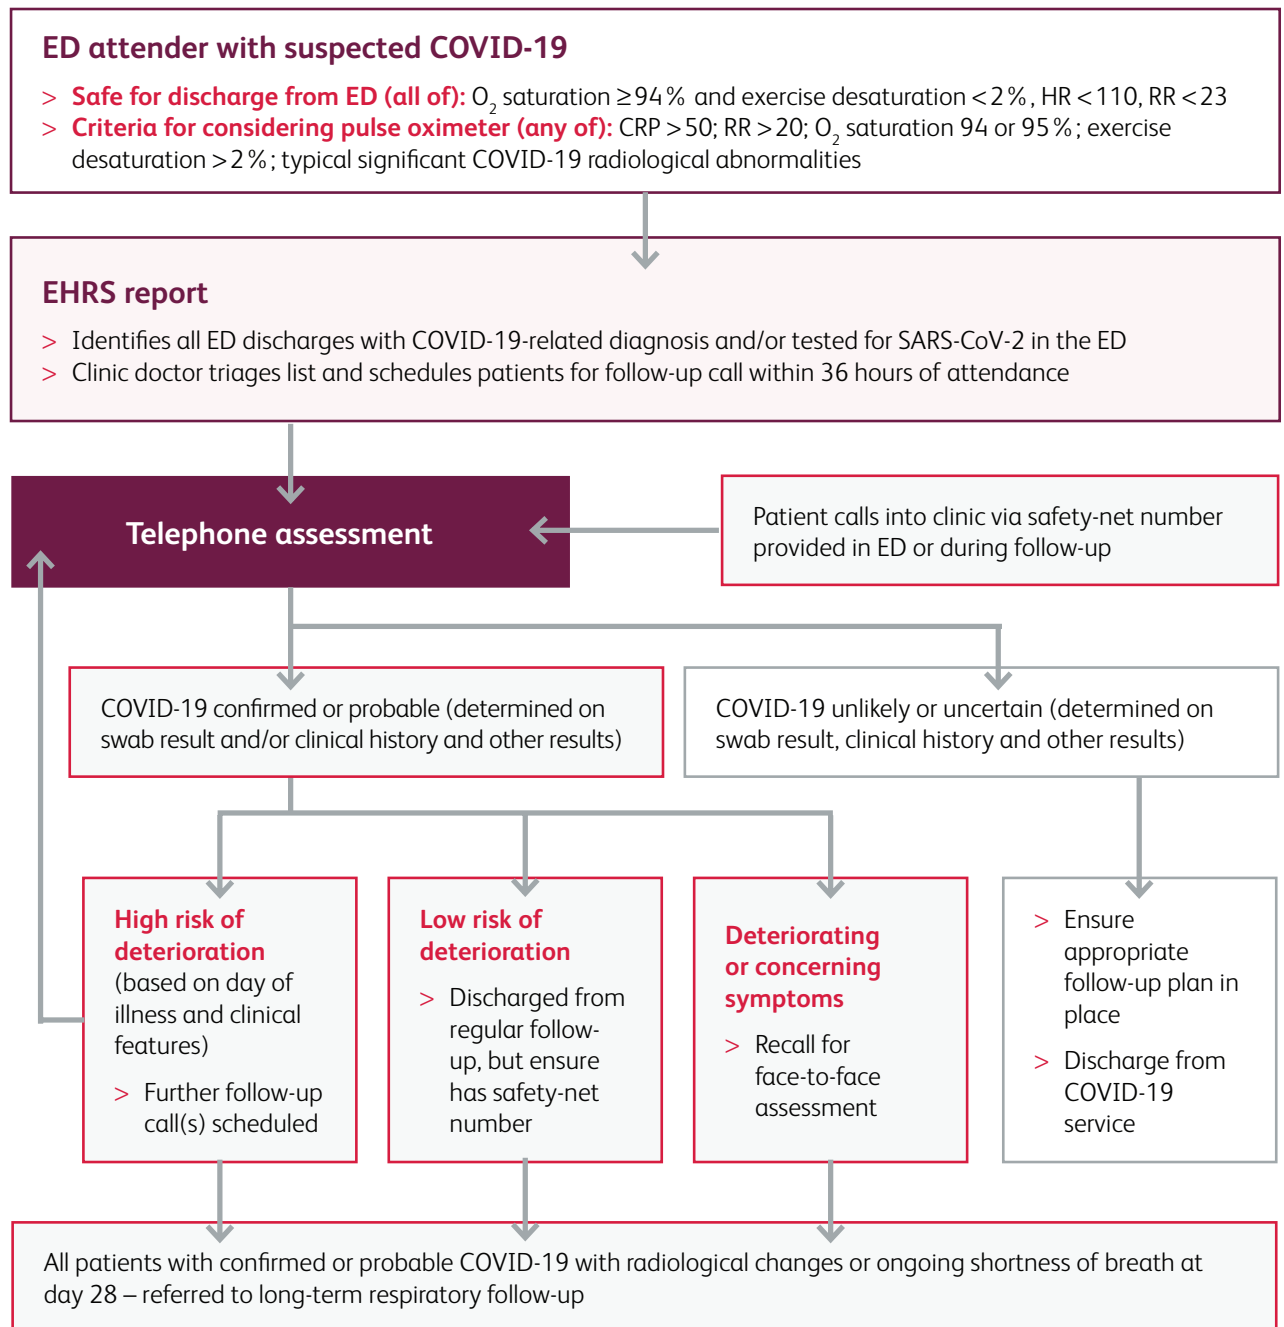 ED attender with suspected COVID-19
> Safe for discharge from ED (all of): O2 saturation ≥94% and exercise desaturation <2%, HR <110, RR <23
> Criteria for considering pulse oximeter (any of): CRP >50; RR >20; O2 saturation 94 or 95%; exercise
desaturation >2%; typical significant COVID-19 radiological abnormalities
EHRS report
> Identifies all ED discharges with COVID-19-related diagnosis and/or tested for SARS-CoV-2 in the ED
> Clinic doctor triages list and schedules patients for follow-up call within 36 hours of attendance
Telephone assessment
Patient calls into clinic via safety-net number
provided in ED or during follow-up
COVID-19 confirmed or probable (determined on
swab result and/or clinical history and other results)
COVID-19 unlikely or uncertain (determined on
swab result, clinical history and other results)
High risk of
deterioration
(based on day of
illness and clinical
features)
> Further follow-up
call(s) scheduled
Low risk of
deterioration
> Discharged from
regular follow-
up, but ensure
has safety-net
number
Deteriorating
or concerning
symptoms
> Recall for
face-to-face
assessment
> Ensure
appropriate
follow-up plan in
place
> Discharge from
COVID-19
service
All patients with confirmed or probable COVID-19 with radiological changes or ongoing shortness of breath at
day 28 – referred to long-term respiratory follow-up